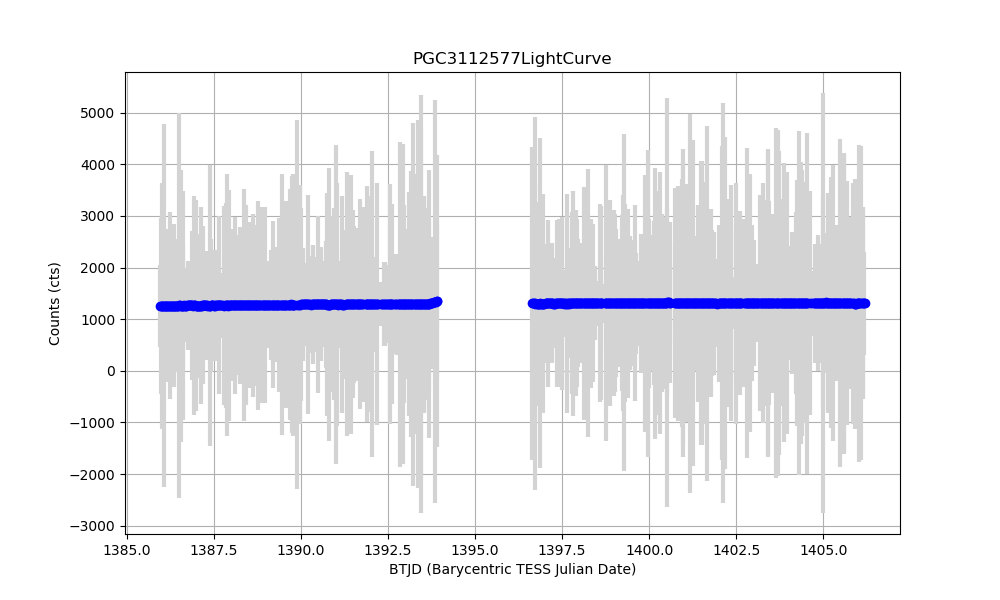 PGC3112577LightCurve
Counts (cts)
5000
4000
3000
2000
1000
0
−1000
−2000
−3000
1385.0 1387.5 1390.0 1392.5 1395.0 1397.5 1400.0 1402.5 1405.0
BTJD (Barycentric TESS Julian Date)